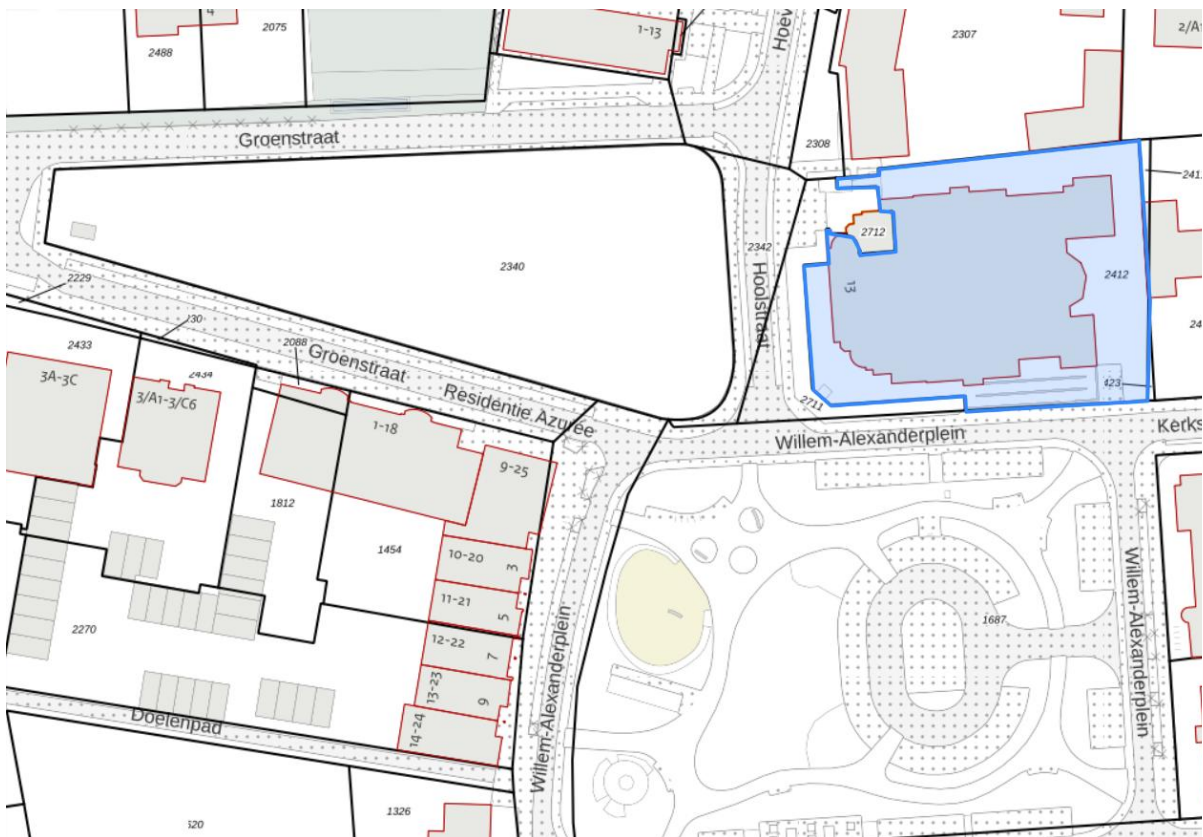 4
2075
2488
1-13
Hoev
2307
2/A1
Groenstraat
2308
2411
2712
2342
2340
2412
13
Hoolstraat
2229
230
2433
2434
2088
Groenstraat
3A-3C
3/A1-3/C6
Residentie Azurée
2711
423
Willem-Alexanderplein
Kerks
1-18
9-25
1812
1454
10-20
3
11-21
5
12-22
7
2270
13-23
9
14-24
Willem-Alexanderplein
1687
Willem-Alexanderplein
Doelenpad
1326